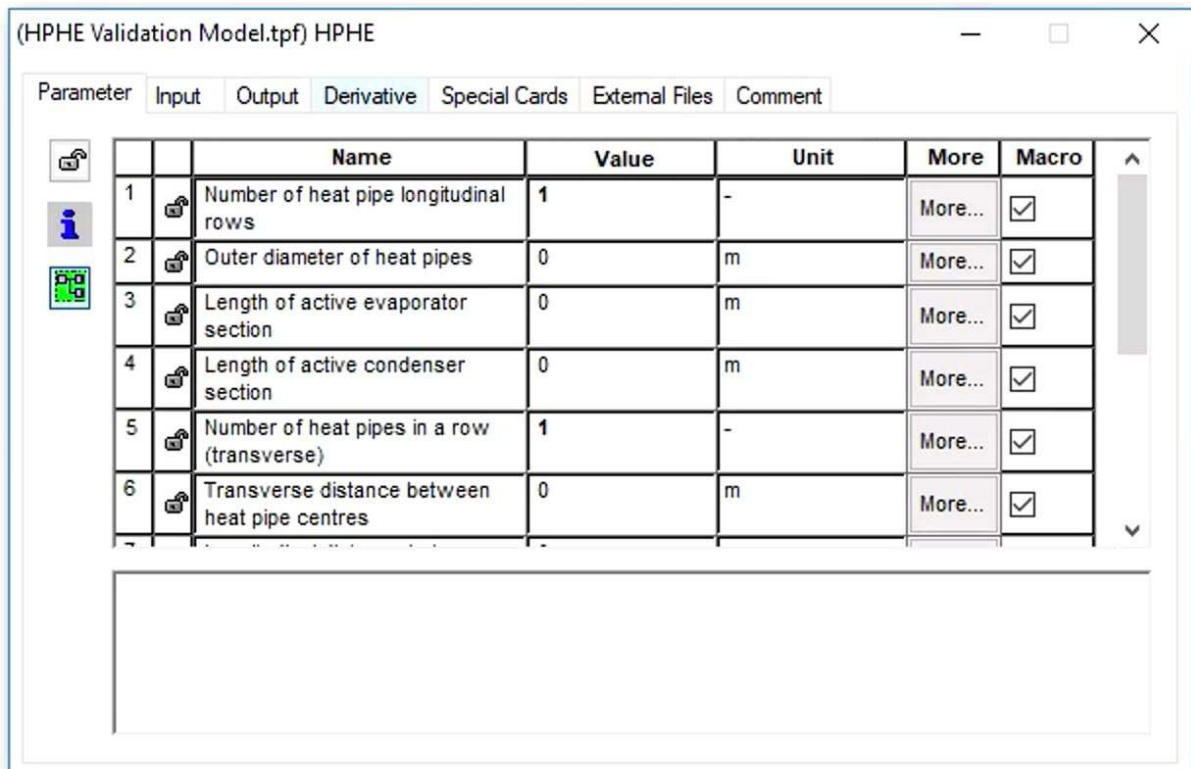 (HPHE Validation Model.tpf) HPHE
Parameter Input Output Derivative Special Cards External Files Comment
Name Value Unit More Macro
1 Number of heat pipe longitudinal 1 - More...
rows
2 Outer diameter of heat pipes 0 m More...
3 Length of active evaporator 0 m More...
section
4 Length of active condenser 0 m More...
section
5 Number of heat pipes in a row 1 - More...
(transverse)
6 Transverse distance between 0 m More...
heat pipe centres